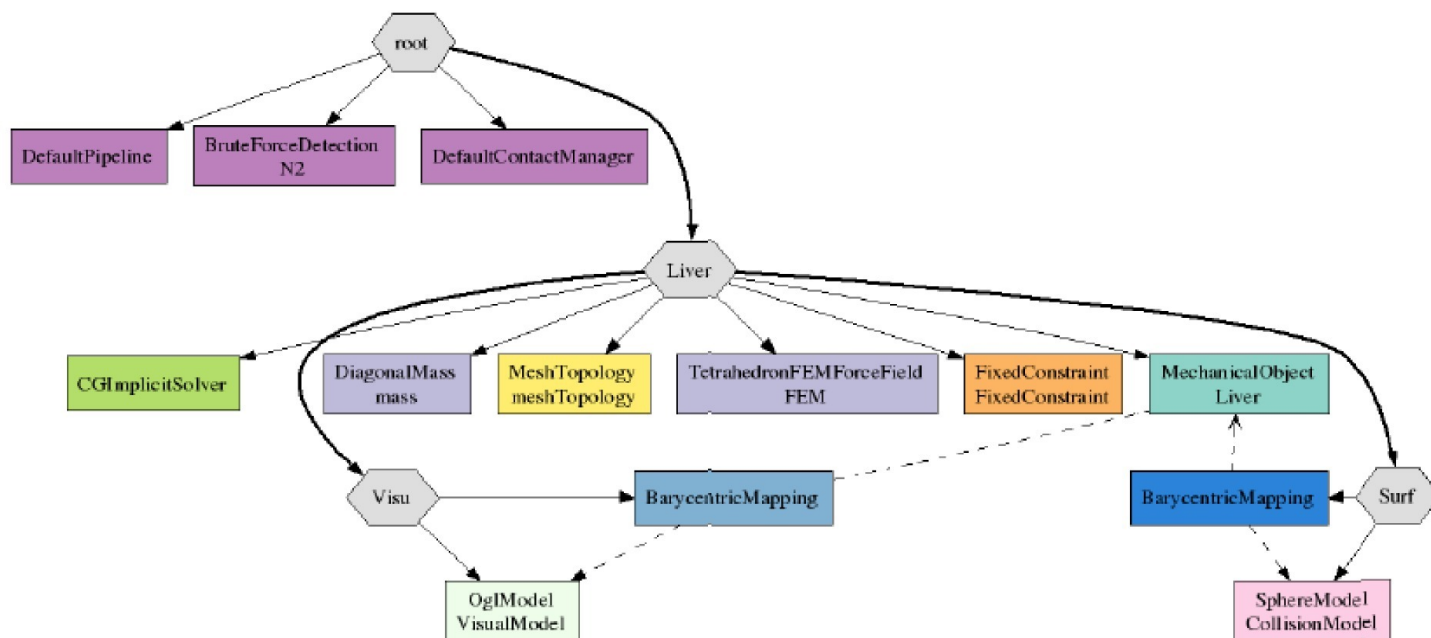 root
DefaultPipeline
BruteForceDetection
N2
DefaultContactManager
Liver
CGImplicitSolver
DiagonalMass
mass
MeshTopology
meshTopology
TetrahedronFEMForceField
FEM
FixedConstraint
FixedConstraint
MechanicalObject
Liver
Visu
BarycentricMapping
BarycentricMapping
Surf
OglModel
VisualModel
SphereModel
CollisionModel